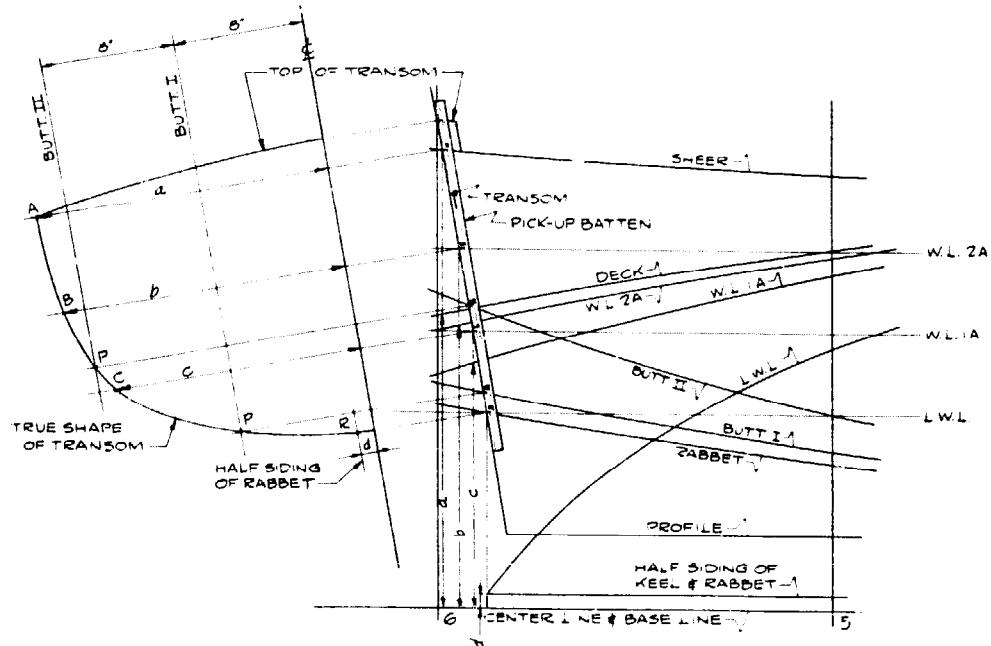 8"
8"
BUTT II
BUTT I
℄
TOP OF TRANSOM
A
a
B
b
P
C
c
P
R
d
TRUE SHAPE
OF TRANSOM
HALF SIDING
OF RABBET
SHEER
TRANSOM
PICK-UP BATTEN
W.L. 2A
DECK
W.L 2A
W.L 1A
W.L. 1A
BUTT II
L.W.L
L.W.L.
BUTT I
RABBET
a
b
c
PROFILE
HALF SIDING OF
KEEL & RABBET
6
CENTER LINE & BASE LINE
5
d